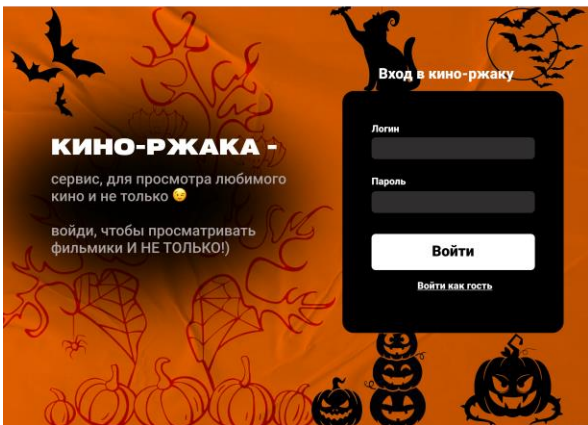 КИНО-РЖАКА -
сервис, для просмотра любимого
кино и не только 😉
войди, чтобы просматривать
фильмики И НЕ ТОЛЬКО!)
Вход в кино-ржаку
Логин
Пароль
Войти
Войти как гость